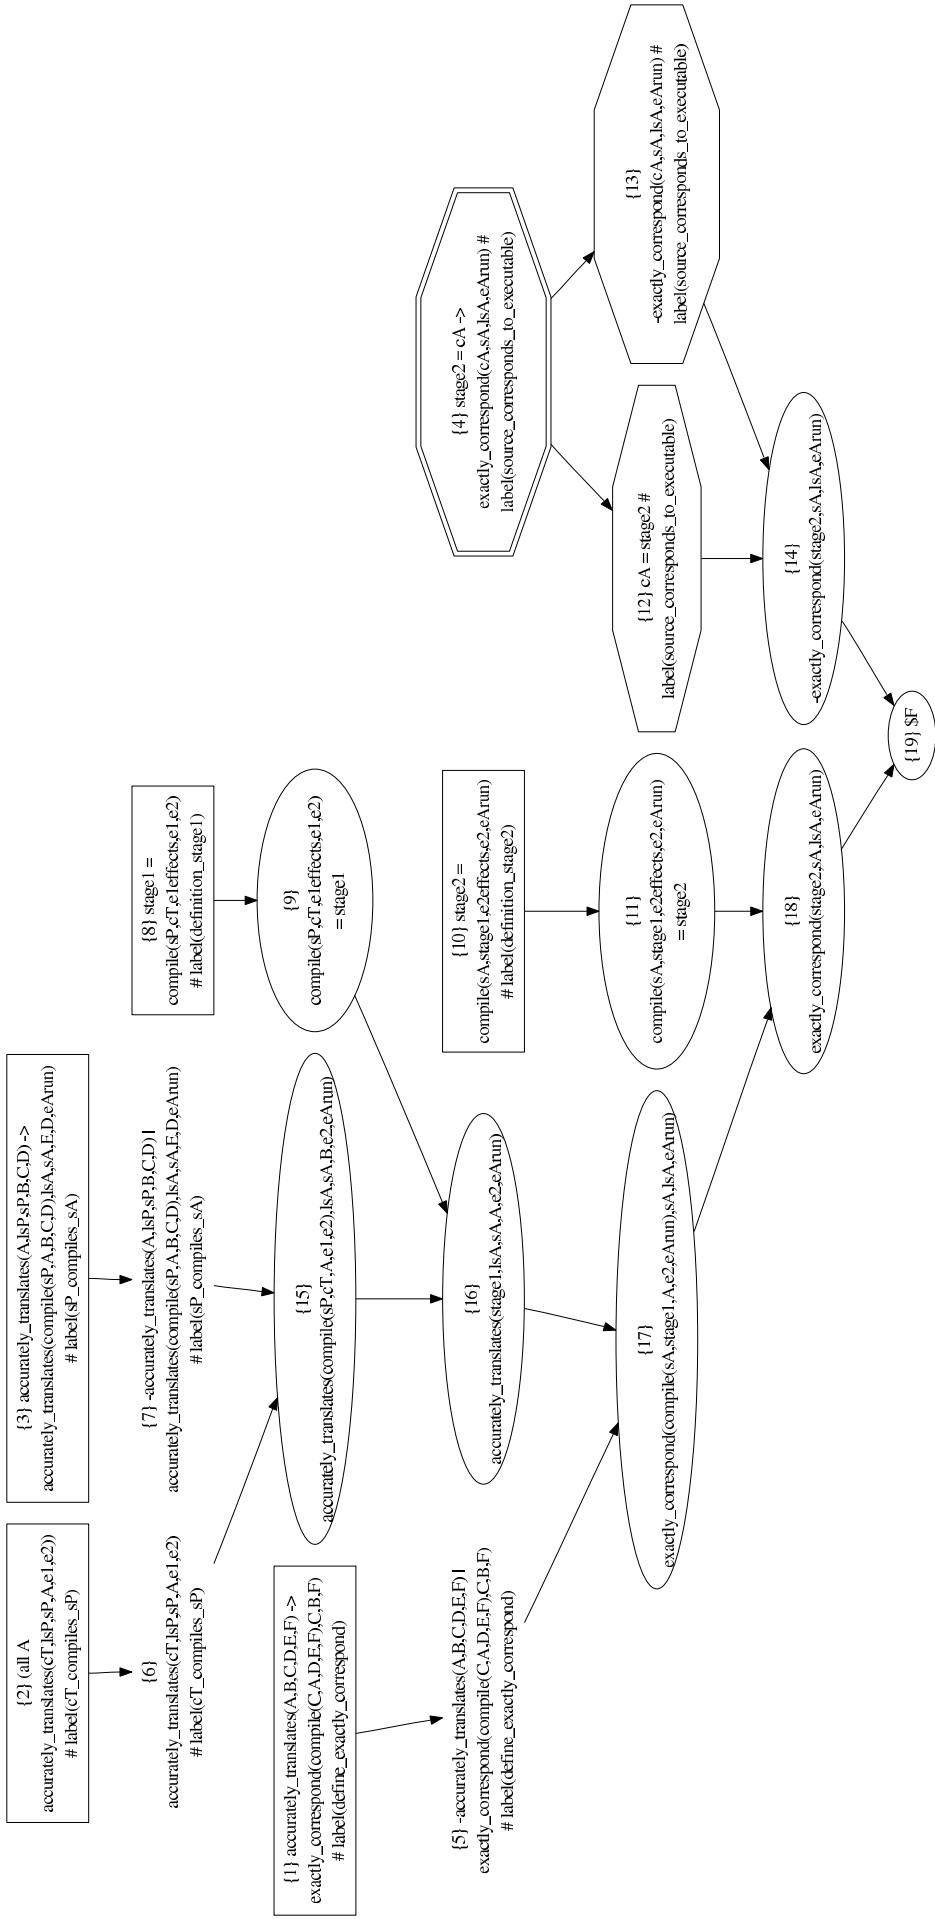 {2} (all A
accurately_translates(cT,lsP,sP,A,e1,e2))
# label(cT_compiles_sP)
{3} accurately_translates(A,lsP,sP,B,C,D) ->
accurately_translates(compile(sP,A,B,C,D),lsA,sA,E,D,eArun)
# label(sP_compiles_sA)
{6}
accurately_translates(cT,lsP,sP,A,e1,e2)
# label(cT_compiles_sP)
{7} -accurately_translates(A,lsP,sP,B,C,D) |
accurately_translates(compile(sP,A,B,C,D),lsA,sA,E,D,eArun)
# label(sP_compiles_sA)
{8} stage1 =
compile(sP,cT,e1effects,e1,e2)
# label(definition_stage1)
{1} accurately_translates(A,B,C,D,E,F) ->
exactly_correspond(compile(C,A,D,E,F),C,B,F)
# label(define_exactly_correspond)
{15}
accurately_translates(compile(sP,cT,A,e1,e2),lsA,sA,B,e2,eArun)
{9}
compile(sP,cT,e1effects,e1,e2)
= stage1
{5} -accurately_translates(A,B,C,D,E,F) |
exactly_correspond(compile(C,A,D,E,F),C,B,F)
# label(define_exactly_correspond)
{16}
accurately_translates(stage1,lsA,sA,A,e2,eArun)
{10} stage2 =
compile(sA,stage1,e2effects,e2,eArun)
# label(definition_stage2)
{4} stage2 = cA ->
exactly_correspond(cA,sA,lsA,eArun) #
label(source_corresponds_to_executable)
{17}
exactly_correspond(compile(sA,stage1,A,e2,eArun),sA,lsA,eArun)
{11}
compile(sA,stage1,e2effects,e2,eArun)
= stage2
{12} cA = stage2 #
label(source_corresponds_to_executable)
{13}
-exactly_correspond(cA,sA,lsA,eArun) #
label(source_corresponds_to_executable)
{18}
exactly_correspond(stage2,sA,lsA,eArun)
{14}
-exactly_correspond(stage2,sA,lsA,eArun)
{19} $F